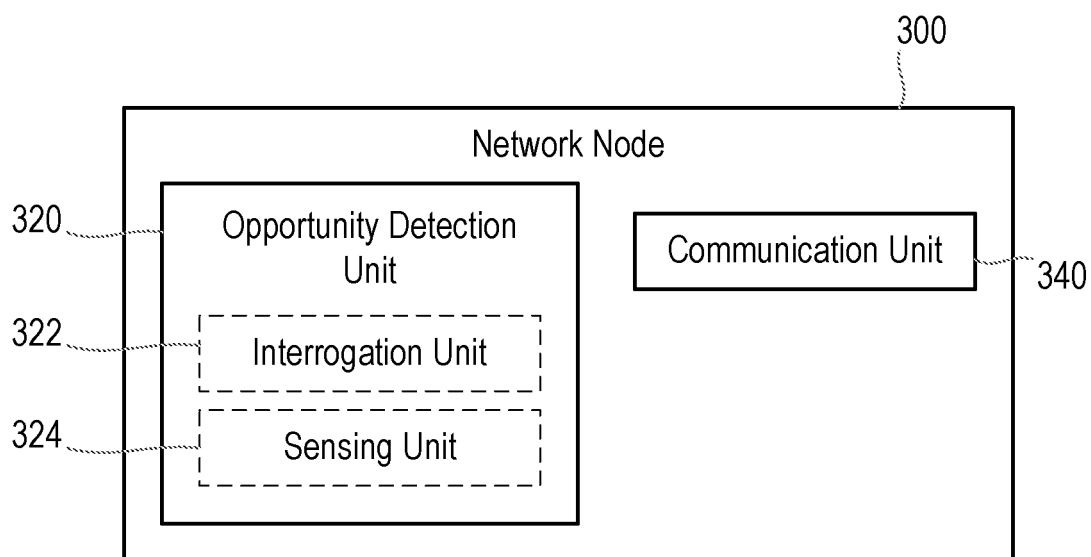 300
Network Node
320
Opportunity Detection
Unit
Communication Unit
340
322
Interrogation Unit
324
Sensing Unit